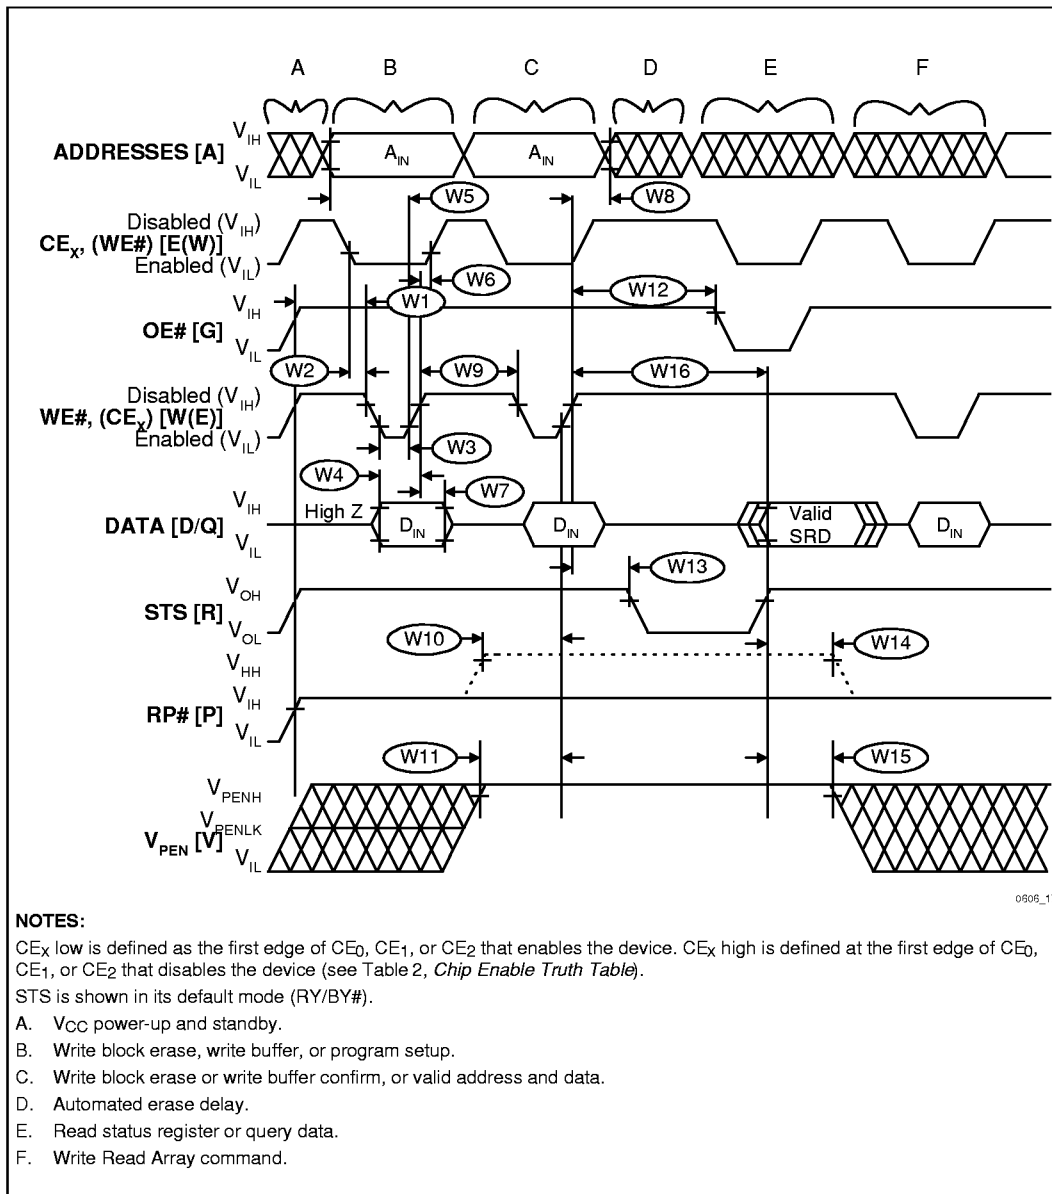 A B C D E F
ADDRESSES [A]
V_IH
V_IL
A_IN A_IN
W5 W8
Disabled (V_IH)
CE_X, (WE#) [E(W)]
Enabled (V_IL)
W6
W1 W12
V_IH
OE# [G]
V_IL
W2 W9 W16
Disabled (V_IH)
WE#, (CE_X) [W(E)]
Enabled (V_IL)
W3
W4 W7
V_IH
DATA [D/Q]
V_IL
High Z D_IN D_IN Valid SRD D_IN
W13
V_OH
STS [R]
V_OL
W10 W14
V_HH
V_IH
RP# [P]
V_IL
W11 W15
V_PENH
V_PENLK
V_PEN [V]
V_IL
NOTES:
CE_X low is defined as the first edge of CE_0, CE_1, or CE_2 that enables the device. CE_X high is defined at the first edge of CE_0,
CE_1, or CE_2 that disables the device (see Table 2, Chip Enable Truth Table).
STS is shown in its default mode (RY/BY#).
A. V_CC power-up and standby.
B. Write block erase, write buffer, or program setup.
C. Write block erase or write buffer confirm, or valid address and data.
D. Automated erase delay.
E. Read status register or query data.
F. Write Read Array command.